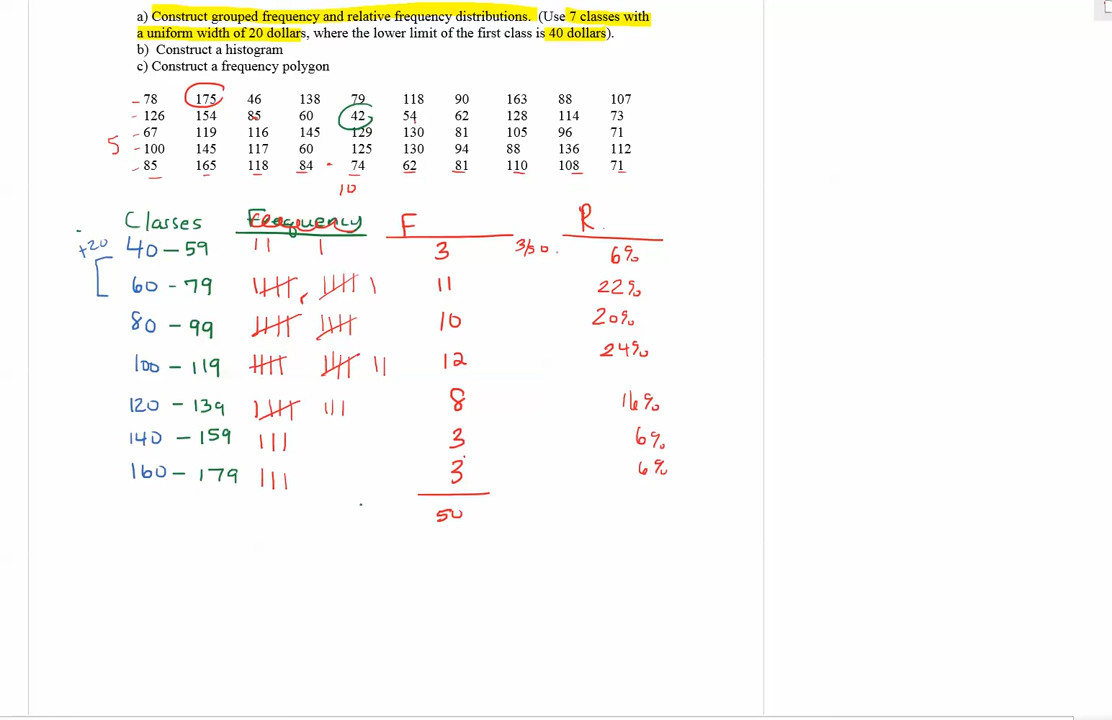 a) Construct grouped frequency and relative frequency distributions. (Use 7 classes with
a uniform width of 20 dollars, where the lower limit of the first class is 40 dollars).
b) Construct a histogram
c) Construct a frequency polygon
78 175 46 138 79 118 90 163 88 107
126 154 85 60 42 54 62 128 114 73
67 119 116 145 129 130 81 105 96 71
5
100 145 117 60 125 130 94 88 136 112
85 165 118 84 74 62 81 110 108 71
10
Classes Frequency F R.
+20 40 - 59 3 3/50. 6%
60 - 79 11 22%
80 - 99 10 20%
100 - 119 12 24%
120 - 139 8 16%
140 - 159 3 6%
160 - 179 3 6%
50